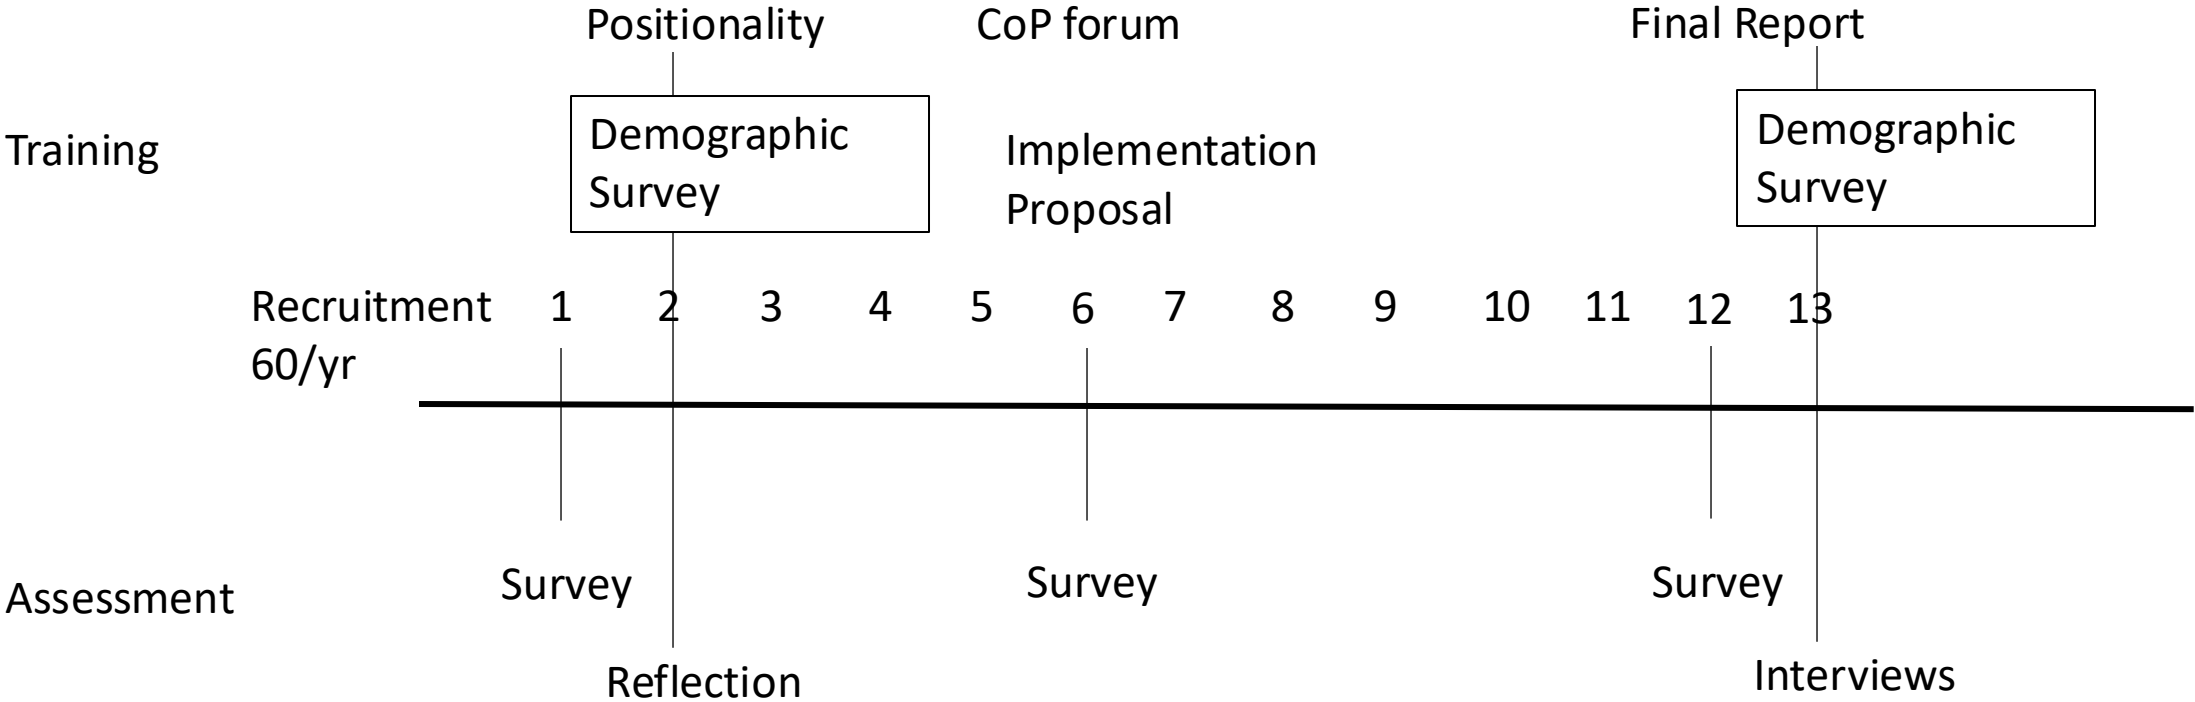 Positionality
CoP forum
Final Report
Training
Demographic
Survey
Implementation
Proposal
Demographic
Survey
Recruitment
60/yr
1 2 3 4 5 6 7 8 9 10 11 12 13
Assessment
Survey
Survey
Survey
Reflection
Interviews